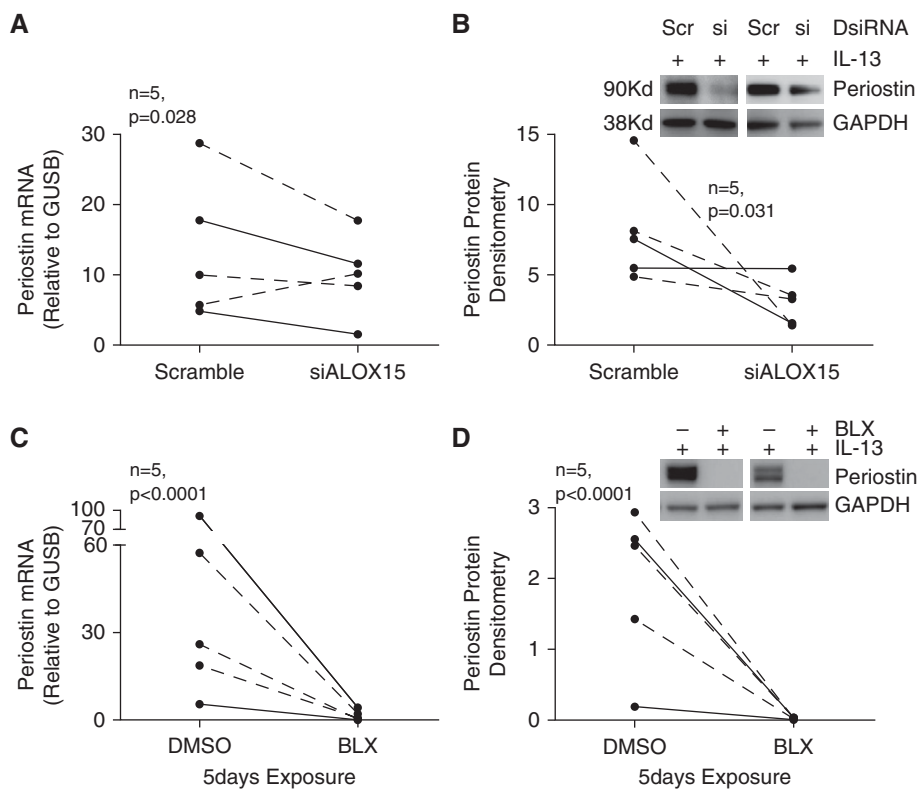 A
n=5,
p=0.028
Periostin mRNA
(Relative to GUSB)
30
20
10
0
Scramble siALOX15
B
Scr si Scr si DsiRNA
+ + + + IL-13
90Kd Periostin
38Kd GAPDH
n=5,
p=0.031
Periostin Protein
Densitometry
15
10
5
0
Scramble siALOX15
C
n=5,
p<0.0001
Periostin mRNA
(Relative to GUSB)
100
70
60
30
0
DMSO BLX
5days Exposure
D
– + – + BLX
+ + + + IL-13
Periostin
GAPDH
n=5,
p<0.0001
Periostin Protein
Densitometry
3
2
1
0
DMSO BLX
5days Exposure